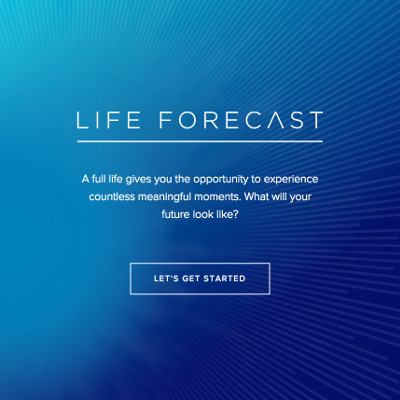 LIFE FORECAST
A full life gives you the opportunity to experience
countless meaningful moments. What will your
future look like?
LET'S GET STARTED